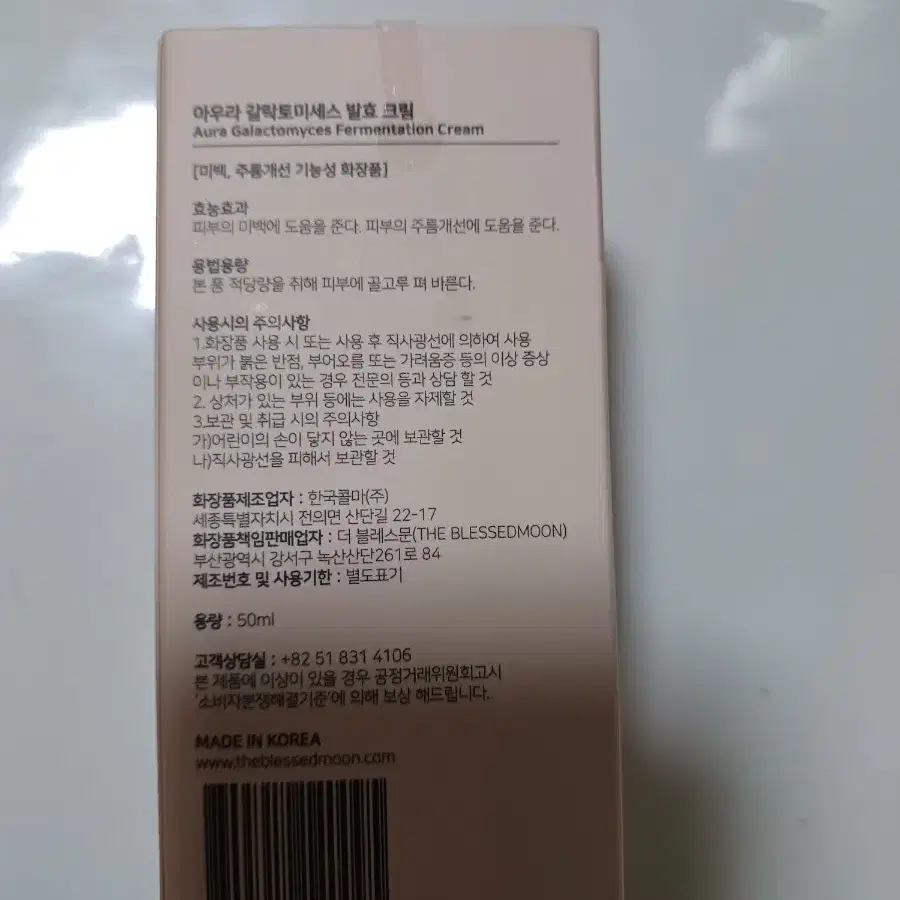 아우라 갈락토미세스 발효 크림
Aura Galactomyces Fermentation Cream
[미백, 주름개선 기능성 화장품]
효능효과
피부의 미백에 도움을 준다. 피부의 주름개선에 도움을 준다.
용법용량
본 품 적당량을 취해 피부에 골고루 펴 바른다.
사용시의 주의사항
1.화장품 사용 시 또는 사용 후 직사광선에 의하여 사용
부위가 붉은 반점, 부어오름 또는 가려움증 등의 이상 증상
이나 부작용이 있는 경우 전문의 등과 상담 할 것
2. 상처가 있는 부위 등에는 사용을 자제할 것
3.보관 및 취급 시의 주의사항
가)어린이의 손이 닿지 않는 곳에 보관할 것
나)직사광선을 피해서 보관할 것
화장품제조업자 : 한국콜마(주)
세종특별자치시 전의면 산단길 22-17
화장품책임판매업자 : 더 블레스문(THE BLESSEDMOON)
부산광역시 강서구 녹산산단261로 84
제조번호 및 사용기한 : 별도표기
용량 : 50ml
고객상담실 : +82 51 831 4106
본 제품에 이상이 있을 경우 공정거래위원회고시
'소비자분쟁해결기준'에 의해 보상 해드립니다.
MADE IN KOREA
www.theblessedmoon.com